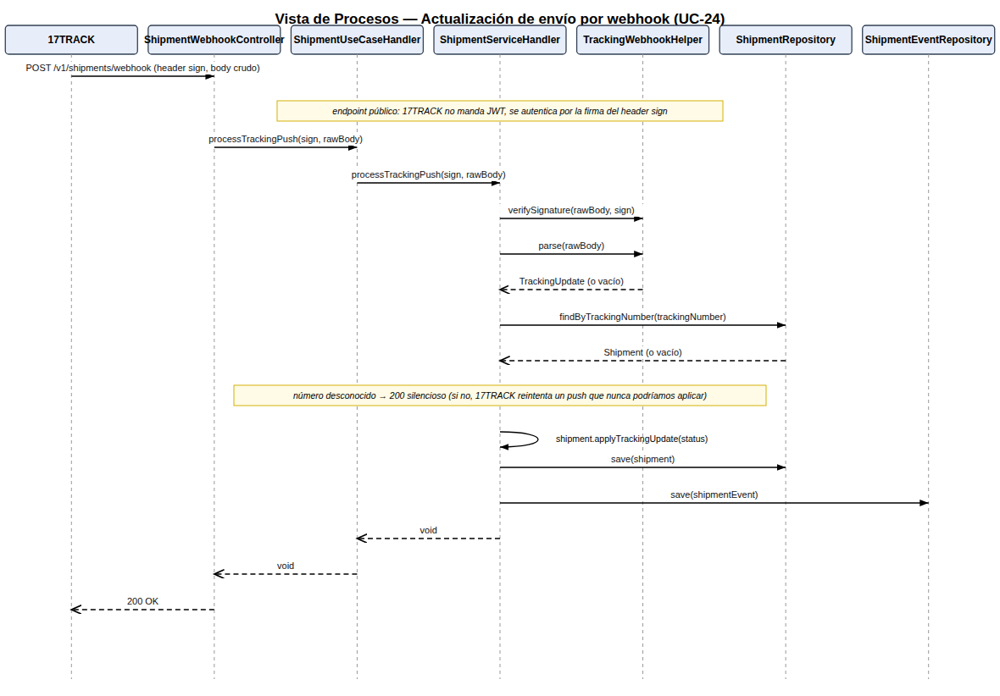 Vista de Procesos — Actualización de envío por webhook (UC-24)
17TRACK
ShipmentWebhookController
ShipmentUseCaseHandler
ShipmentServiceHandler
TrackingWebhookHelper
ShipmentRepository
ShipmentEventRepository
POST /v1/shipments/webhook (header sign, body crudo)
endpoint público: 17TRACK no manda JWT, se autentica por la firma del header sign
processTrackingPush(sign, rawBody)
processTrackingPush(sign, rawBody)
verifySignature(rawBody, sign)
parse(rawBody)
TrackingUpdate (o vacío)
findByTrackingNumber(trackingNumber)
Shipment (o vacío)
número desconocido → 200 silencioso (si no, 17TRACK reintenta un push que nunca podríamos aplicar)
shipment.applyTrackingUpdate(status)
save(shipment)
save(shipmentEvent)
void
void
200 OK